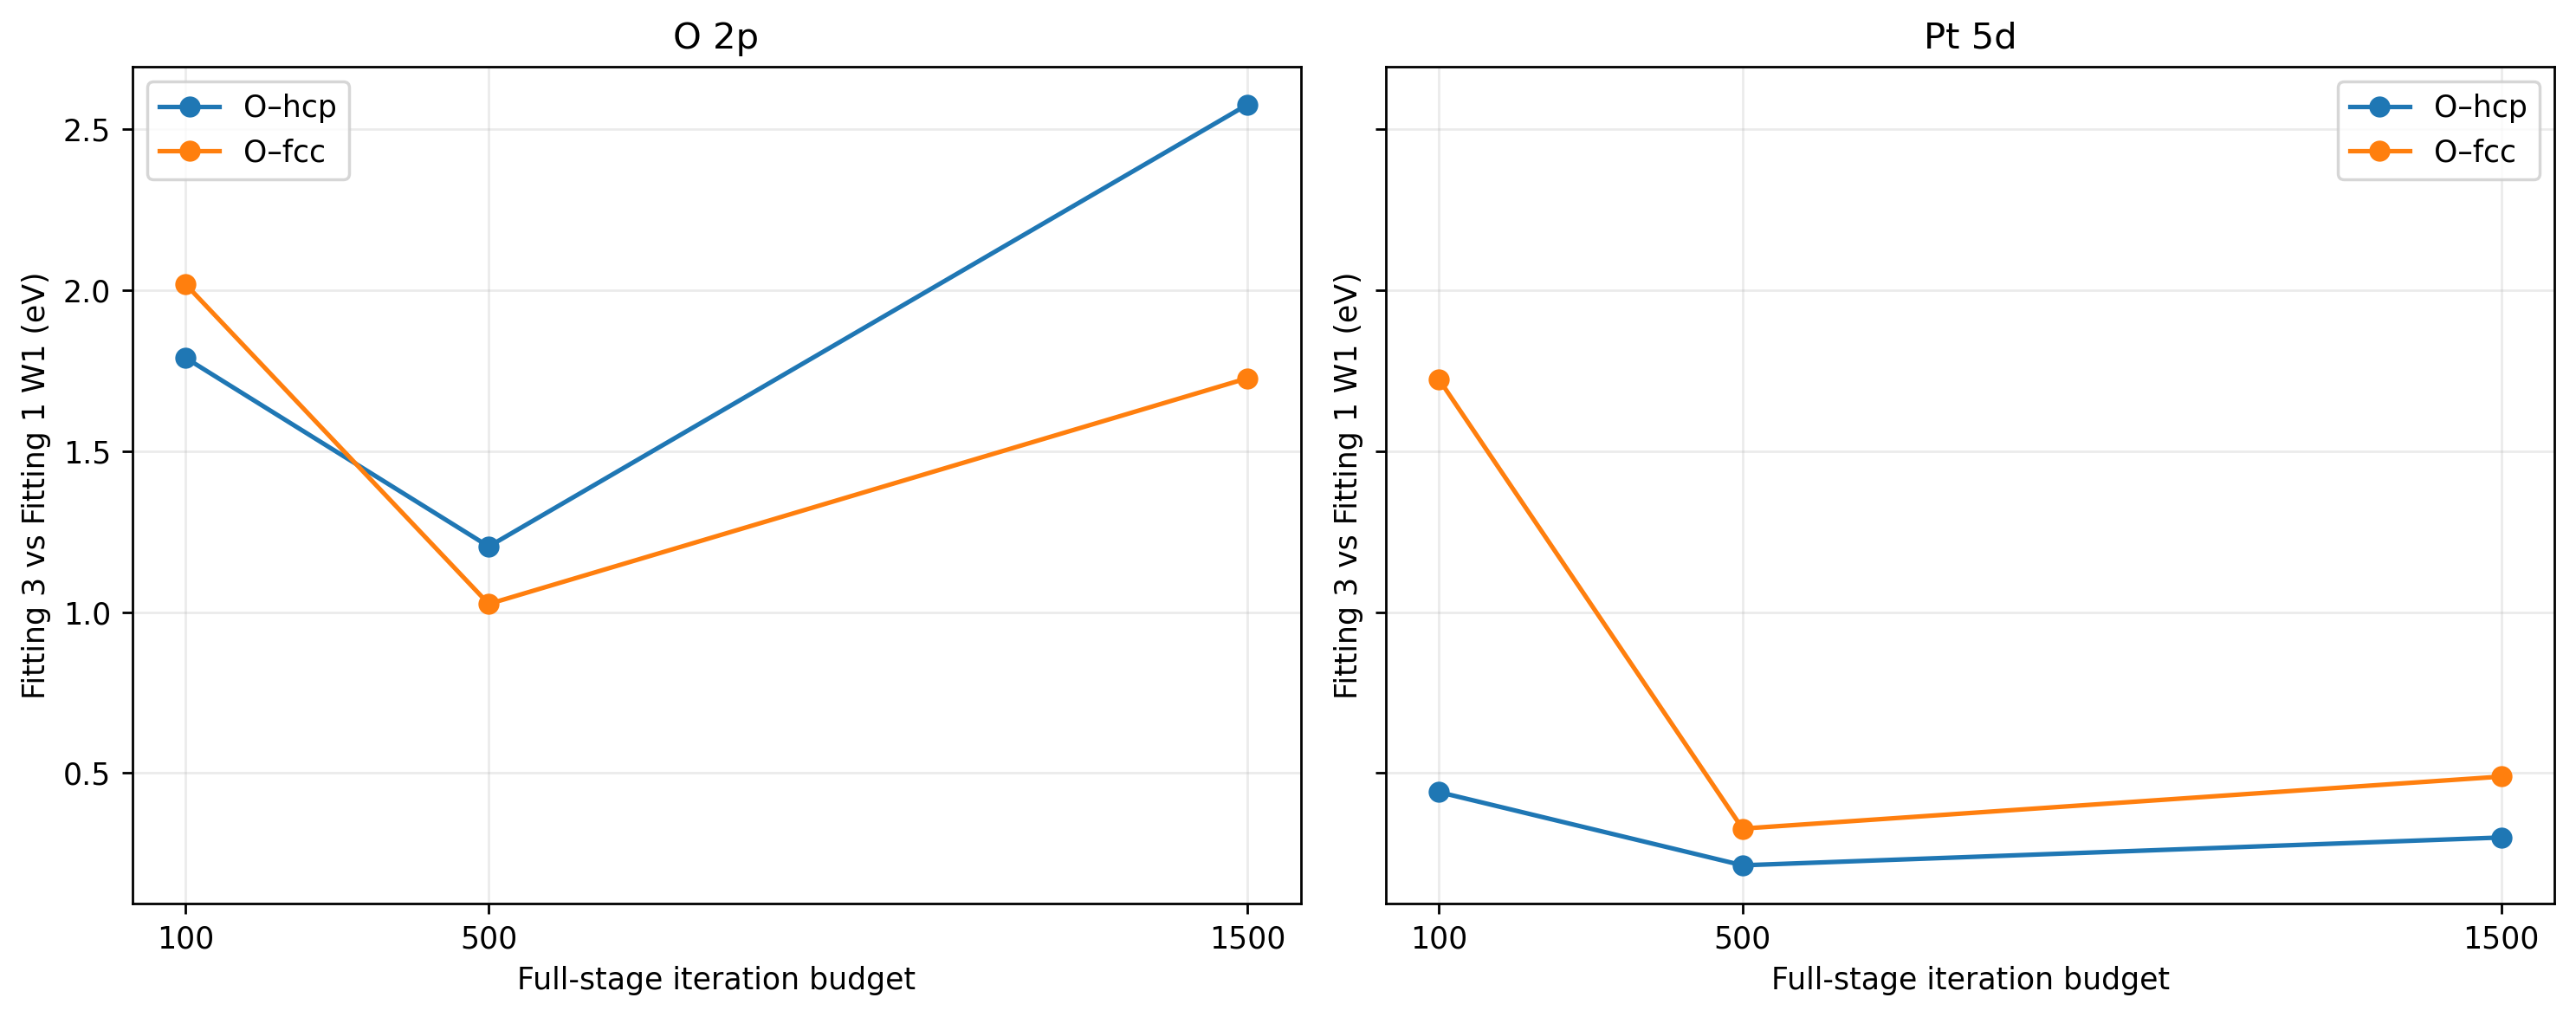 O 2p
O–hcp
O–fcc
2.5
2.0
1.5
1.0
0.5
Fitting 3 vs Fitting 1 W1 (eV)
100
500
1500
Full-stage iteration budget
Pt 5d
O–hcp
O–fcc
Fitting 3 vs Fitting 1 W1 (eV)
100
500
1500
Full-stage iteration budget